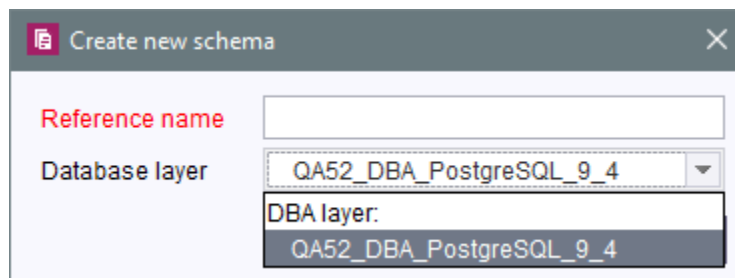 Create new schema
Reference name
Database layer QA52_DBA_PostgreSQL_9_4
DBA layer:
QA52_DBA_PostgreSQL_9_4